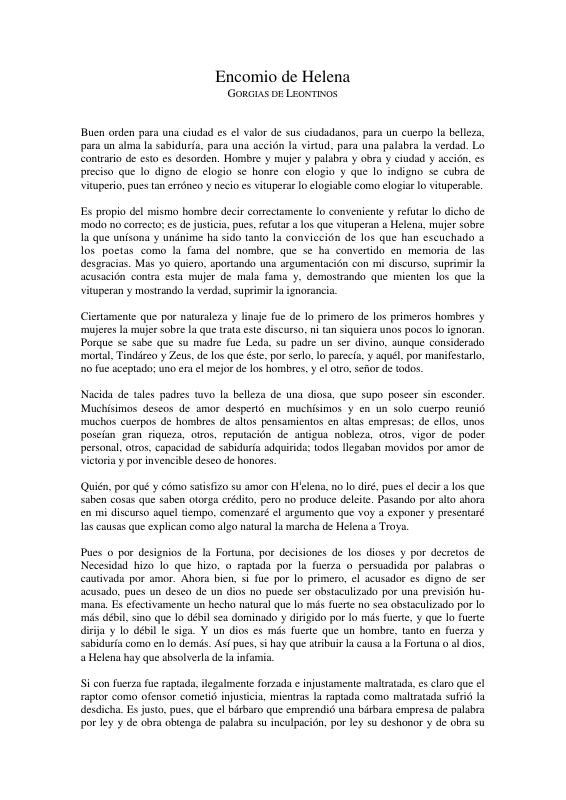 Encomio de Helena
GORGIAS DE LEONTINOS
Buen orden para una ciudad es el valor de sus ciudadanos, para un cuerpo la belleza,
para un alma la sabiduría, para una acción la virtud, para una palabra la verdad. Lo
contrario de esto es desorden. Hombre y mujer y palabra y obra y ciudad y acción, es
preciso que lo digno de elogio se honre con elogio y que lo indigno se cubra de
vituperio, pues tan erróneo y necio es vituperar lo elogiable como elogiar lo vituperable.
Es propio del mismo hombre decir correctamente lo conveniente y refutar lo dicho de
modo no correcto; es de justicia, pues, refutar a los que vituperan a Helena, mujer sobre
la que unísona y unánime ha sido tanto la convicción de los que han escuchado a
los poetas como la fama del nombre, que se ha convertido en memoria de las
desgracias. Mas yo quiero, aportando una argumentación con mi discurso, suprimir la
acusación contra esta mujer de mala fama y, demostrando que mienten los que la
vituperan y mostrando la verdad, suprimir la ignorancia.
Ciertamente que por naturaleza y linaje fue de lo primero de los primeros hombres y
mujeres la mujer sobre la que trata este discurso, ni tan siquiera unos pocos lo ignoran.
Porque se sabe que su madre fue Leda, su padre un ser divino, aunque considerado
mortal, Tindáreo y Zeus, de los que éste, por serlo, lo parecía, y aquél, por manifestarlo,
no fue aceptado; uno era el mejor de los hombres, y el otro, señor de todos.
Nacida de tales padres tuvo la belleza de una diosa, que supo poseer sin esconder.
Muchísimos deseos de amor despertó en muchísimos y en un solo cuerpo reunió
muchos cuerpos de hombres de altos pensamientos en altas empresas; de ellos, unos
poseían gran riqueza, otros, reputación de antigua nobleza, otros, vigor de poder
personal, otros, capacidad de sabiduría adquirida; todos llegaban movidos por amor de
victoria y por invencible deseo de honores.
Quién, por qué y cómo satisfizo su amor con H'elena, no lo diré, pues el decir a los que
saben cosas que saben otorga crédito, pero no produce deleite. Pasando por alto ahora
en mi discurso aquel tiempo, comenzaré el argumento que voy a exponer y presentaré
las causas que explican como algo natural la marcha de Helena a Troya.
Pues o por designios de la Fortuna, por decisiones de los dioses y por decretos de
Necesidad hizo lo que hizo, o raptada por la fuerza o persuadida por palabras o
cautivada por amor. Ahora bien, si fue por lo primero, el acusador es digno de ser
acusado, pues un deseo de un dios no puede ser obstaculizado por una previsión hu-
mana. Es efectivamente un hecho natural que lo más fuerte no sea obstaculizado por lo
más débil, sino que lo débil sea dominado y dirigido por lo más fuerte, y que lo fuerte
dirija y lo débil le siga. Y un dios es más fuerte que un hombre, tanto en fuerza y
sabiduría como en lo demás. Así pues, si hay que atribuir la causa a la Fortuna o al dios,
a Helena hay que absolverla de la infamia.
Si con fuerza fue raptada, ilegalmente forzada e injustamente maltratada, es claro que el
raptor como ofensor cometió injusticia, mientras la raptada como maltratada sufrió la
desdicha. Es justo, pues, que el bárbaro que emprendió una bárbara empresa de palabra
por ley y de obra obtenga de palabra su inculpación, por ley su deshonor y de obra su